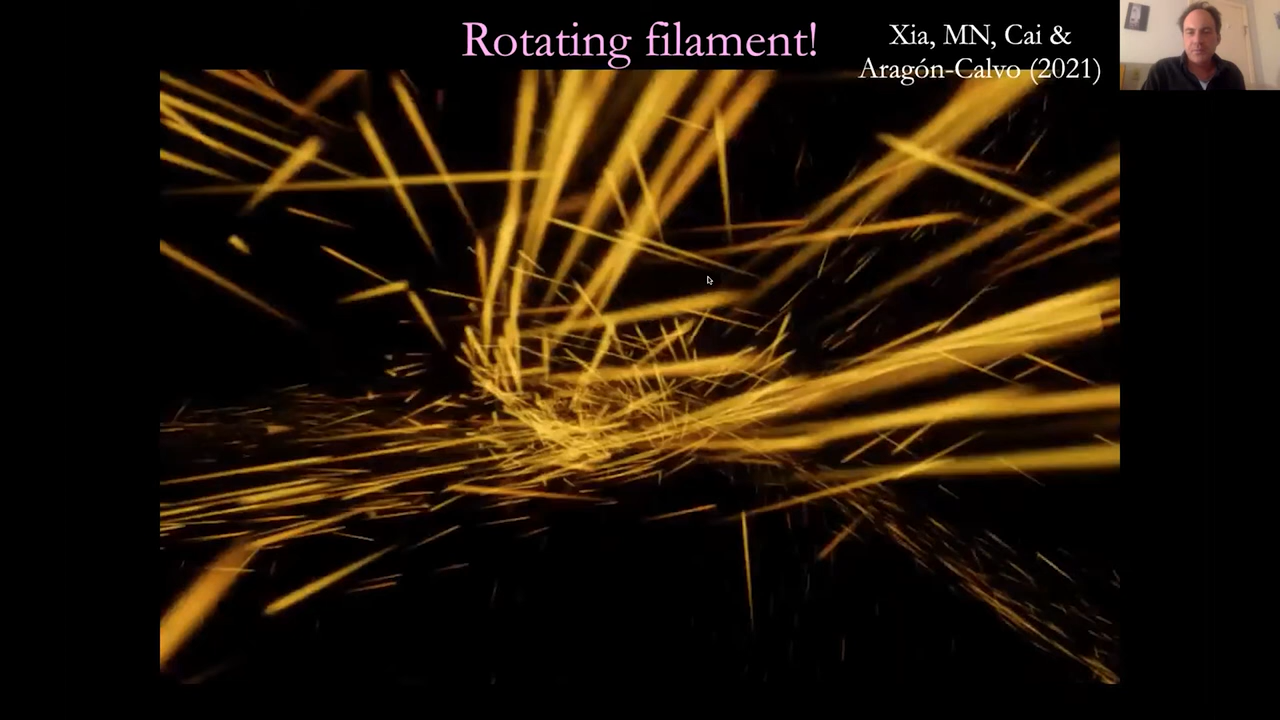 Rotating filament!
Xia, MN, Cai &
Aragón-Calvo (2021)